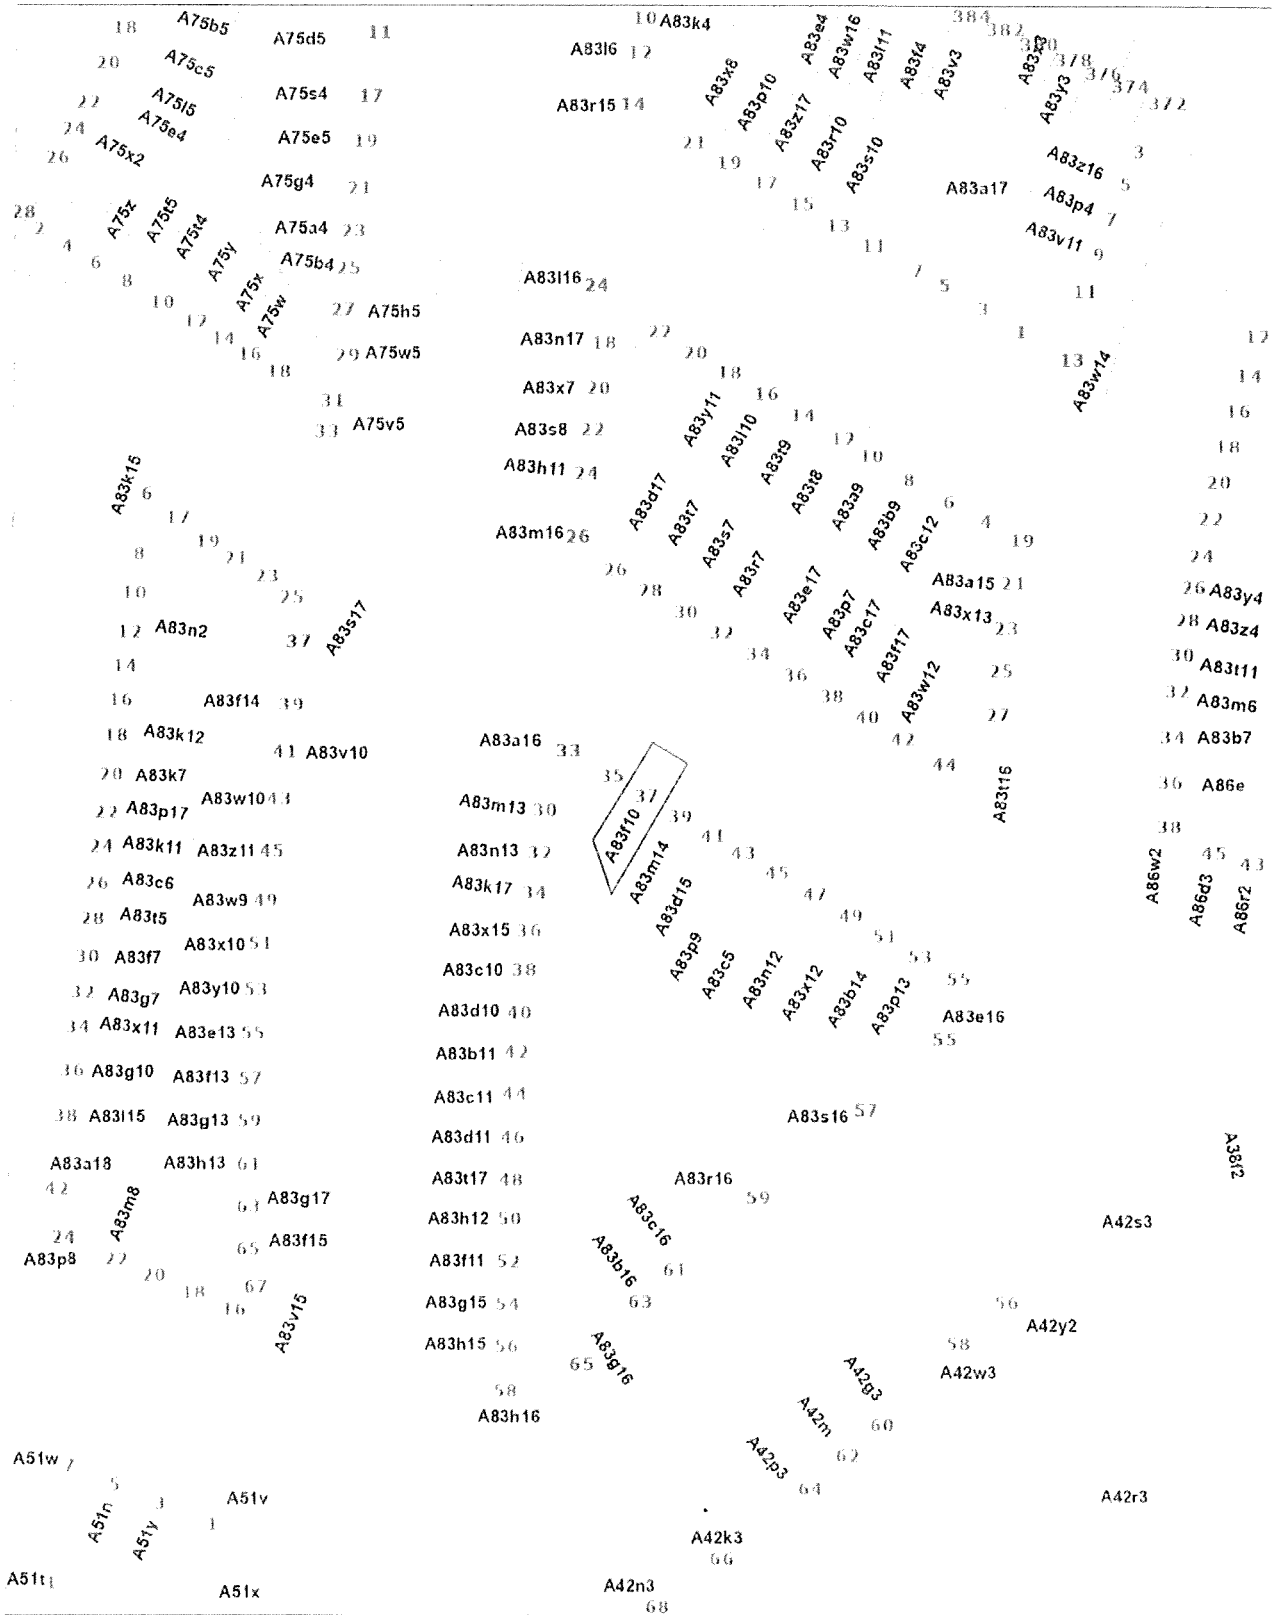 18 A75b5 A75d5 11
20 A75c5
22 A75l5 A75s4 17
24 A75e4 A75e5 19
26 A75x2
A75g4 21
28 2 4 6 8 10 12 14 16 18
A75z A75t5 A75t4 A75y A75x A75w
A75a4 23
A75b4 25
27 A75h5
29 A75w5
31
33 A75v5
10 A83k4
A83l6 12
A83r15 14
A83x8 A83p10 A83z17 A83r10 A83s10
A83e4 A83w16 A83l11 A83f4 A83v3
21 19 17 15 13 11 7 5 3 1
384 382 380 378 376 374 372
A83x3 A83y3
3
A83z16 5
A83a17 A83p4 7
A83v11 9
11
13 A83w14
A83l16 24
A83n17 18
A83x7 20
A83s8 22
A83h11 24
A83m16 26
22 20 18 16 14 12 10 8 6 4
A83y11 A83l10 A83t9 A83t8 A83a9 A83b9 A83c12
A83d17 A83t7 A83s7 A83r7 A83e17 A83p7 A83c17 A83f17 A83w12
26 28 30 32 34 36 38 40 42 44
19
A83a15 21
A83x13 23
25
27
A83t16
12
14
16
18
20
22
24
26 A83y4
28 A83z4
30 A83t11
32 A83m6
34 A83b7
36 A86e
38 45 43
A86w2 A86d3 A86r2
A83k15 6 17 19 21 23 25
8
10
12 A83n2 37 A83s17
14
16 A83f14 39
18 A83k12 41 A83v10
20 A83k7
22 A83p17 A83w10 43
24 A83k11 A83z11 45
26 A83c6 A83w9 49
28 A83t5
30 A83f7 A83x10 51
32 A83g7 A83y10 53
34 A83x11 A83e13 55
36 A83g10 A83f13 57
38 A83l15 A83g13 59
A83a18 A83h13 61
42 A83m8 63 A83g17
24 65 A83f15
A83p8 22 20 18 16 67 A83v15
A83a16 33 35 37 39 41 43 45 47 49 51 53 55
A83f10 A83m14 A83d15 A83p9 A83c5 A83n12 A83x12 A83b14 A83p13 A83e16
55
A83m13 30
A83n13 32
A83k17 34
A83x15 36
A83c10 38
A83d10 40
A83b11 42
A83c11 44
A83d11 46
A83t17 48
A83h12 50
A83f11 52
A83g15 54
A83h15 56
58
A83h16
A83s16 57
A83r16 59
A83c16 61
A83b16 63
65 A83g16
A38f2
A42s3
56
A42y2
58
A42w3
A42g3 60
A42m 62
A42p3 64
A42r3
A42k3
66
A42n3
68
A51w 7
5
3
1 A51v
A51n A51y
A51t 1
A51x